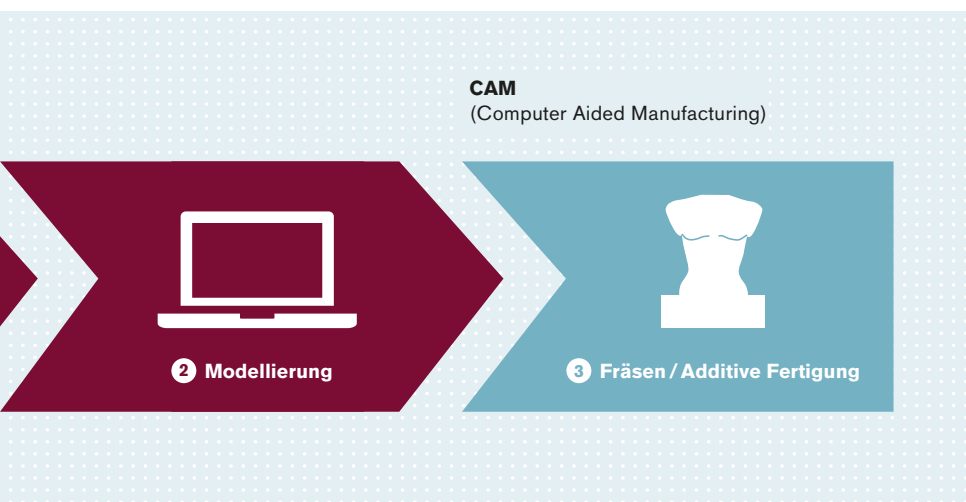 CAM
(Computer Aided Manufacturing)
2 Modellierung
3 Fräsen / Additive Fertigung